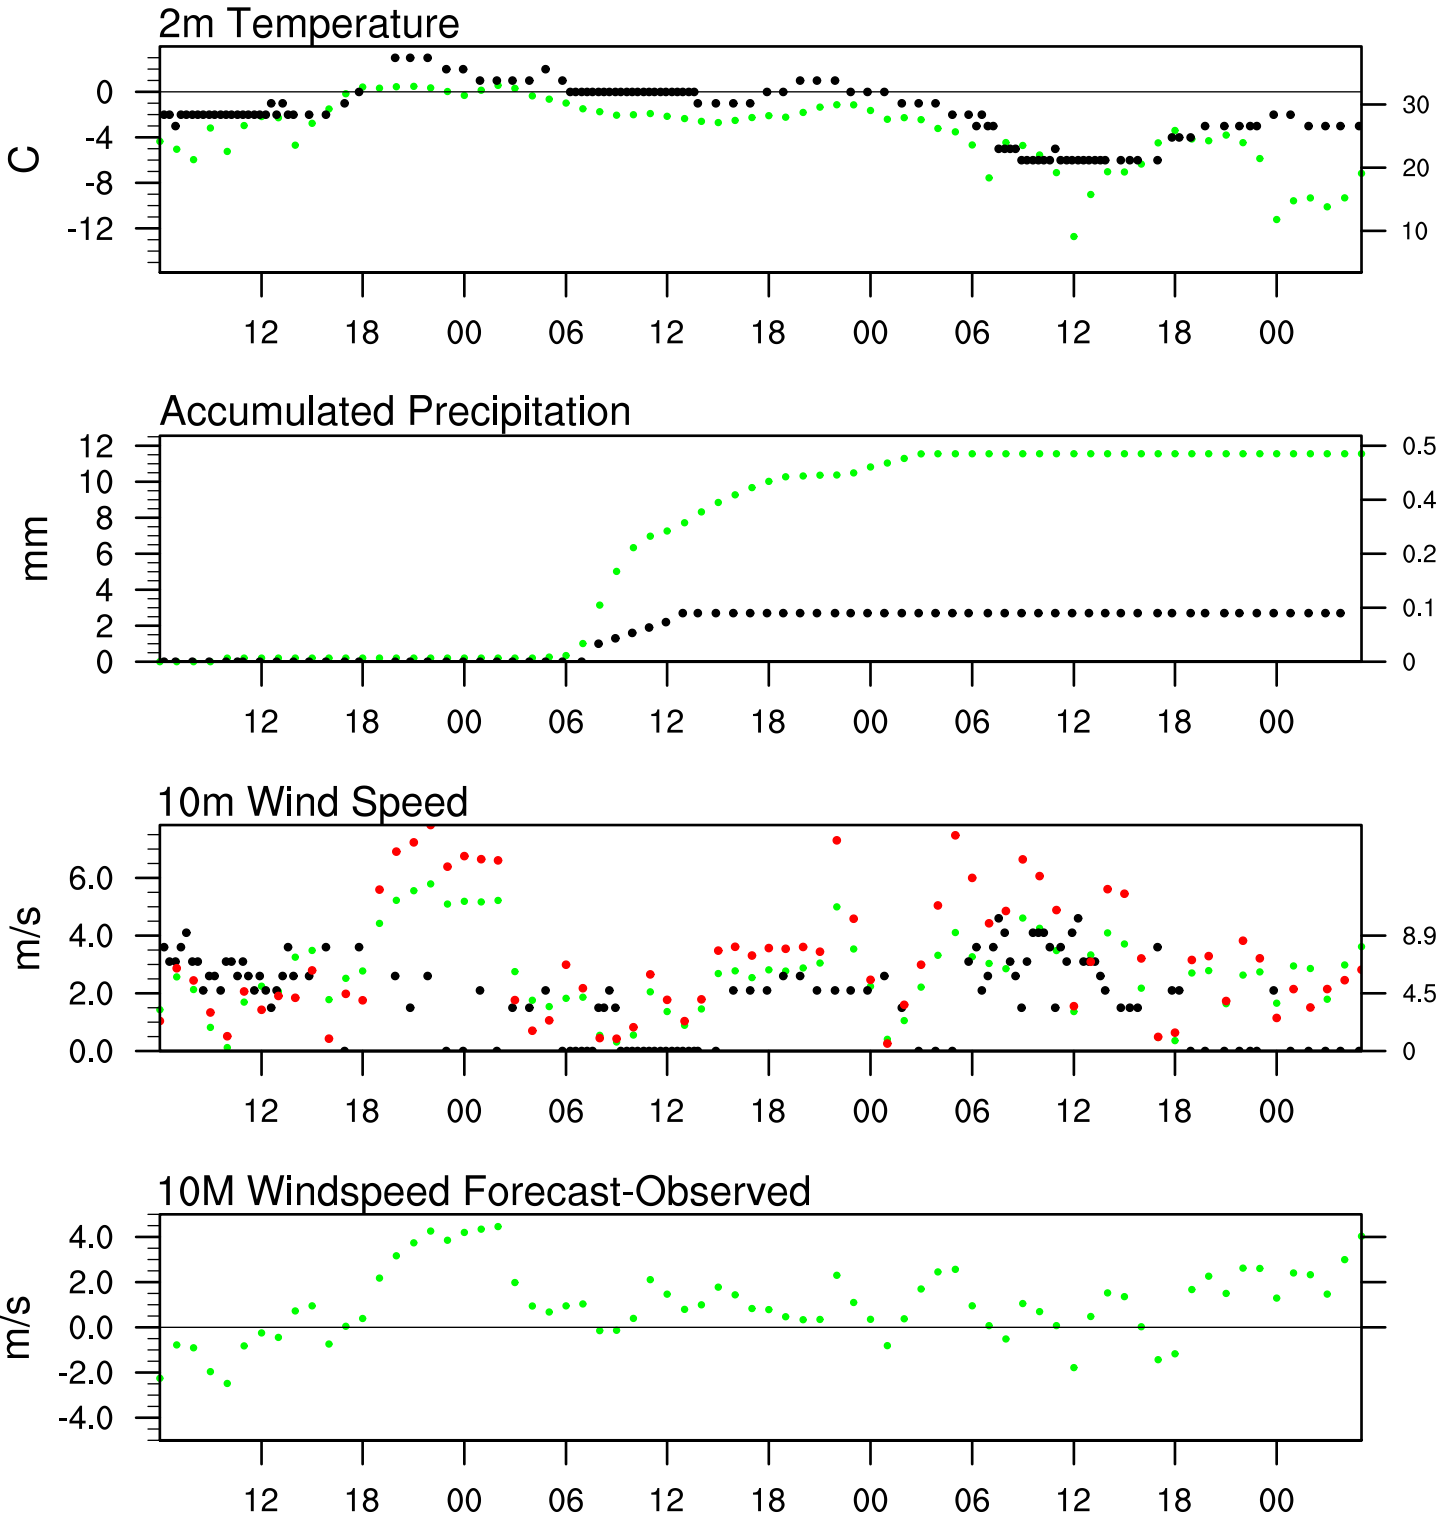 2m Temperature
0
-4
-8
-12
C
30
20
10
12 18 00 06 12 18 00 06 12 18 00
Accumulated Precipitation
12
10
8
6
4
2
0
mm
0.5
0.4
0.2
0.1
0
12 18 00 06 12 18 00 06 12 18 00
10m Wind Speed
6.0
4.0
2.0
0.0
m/s
8.9
4.5
0
12 18 00 06 12 18 00 06 12 18 00
10M Windspeed Forecast-Observed
4.0
2.0
0.0
-2.0
-4.0
m/s
12 18 00 06 12 18 00 06 12 18 00